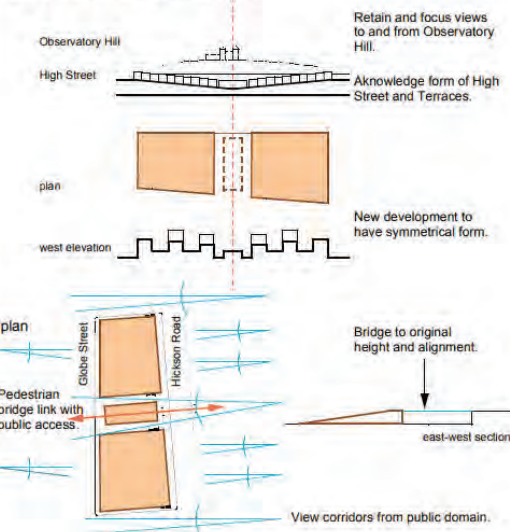 Observatory Hill
Retain and focus views
to and from Observatory
Hill.
High Street
Aknowledge form of High
Street and Terraces.
plan
west elevation
New development to
have symmetrical form.
plan
Globe Street
Hickson Road
Pedestrian
bridge link with
public access
Bridge to original
height and alignment.
east-west section
View corridors from public domain.